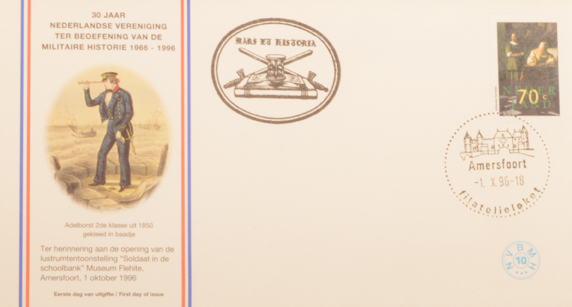 30 JAAR
NEDERLANDSE VERENIGING
TER BEOEFENING VAN DE
MILITAIRE HISTORIE 1966 - 1996
Adelborst 2de klasse uit 1850
gekleed in baadje
Ter herinnering aan de opening van de
lustrumtentoonstelling "Soldaat in de
schoolbank" Museum Flehite,
Amersfoort, 1 oktober 1996
Eerste dag van uitgifte / First day of issue
MARS ET HISTORIA
70 c
Amersfoort
-1. X. 96-18
filatelieloket
NVBMH
10